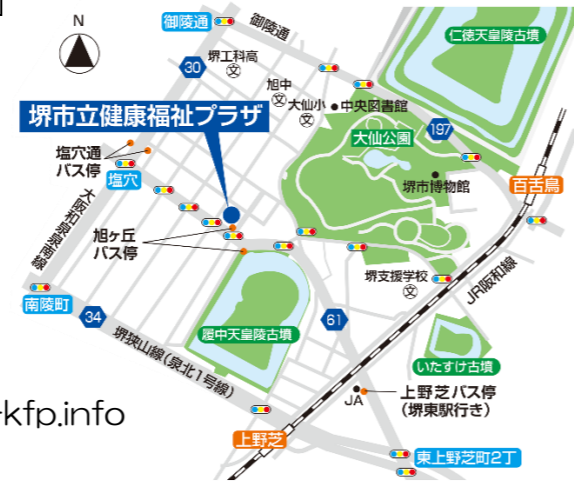 N
御陵通
御陵通
仁徳天皇陵古墳
30
堺工科高
文
旭中
文
大仙小
文
中央図書館
堺市立健康福祉プラザ
大仙公園
197
塩穴通
バス停
塩穴
堺市博物館
百舌鳥
大阪和泉泉南線
旭ヶ丘
バス停
堺支援学校
文
JR阪和線
南陵町
34
履中天皇陵古墳
61
堺狭山線(泉北1号線)
いたすけ古墳
JA
上野芝バス停
(堺東駅行き)
kfp.info
上野芝
東上野芝町2丁